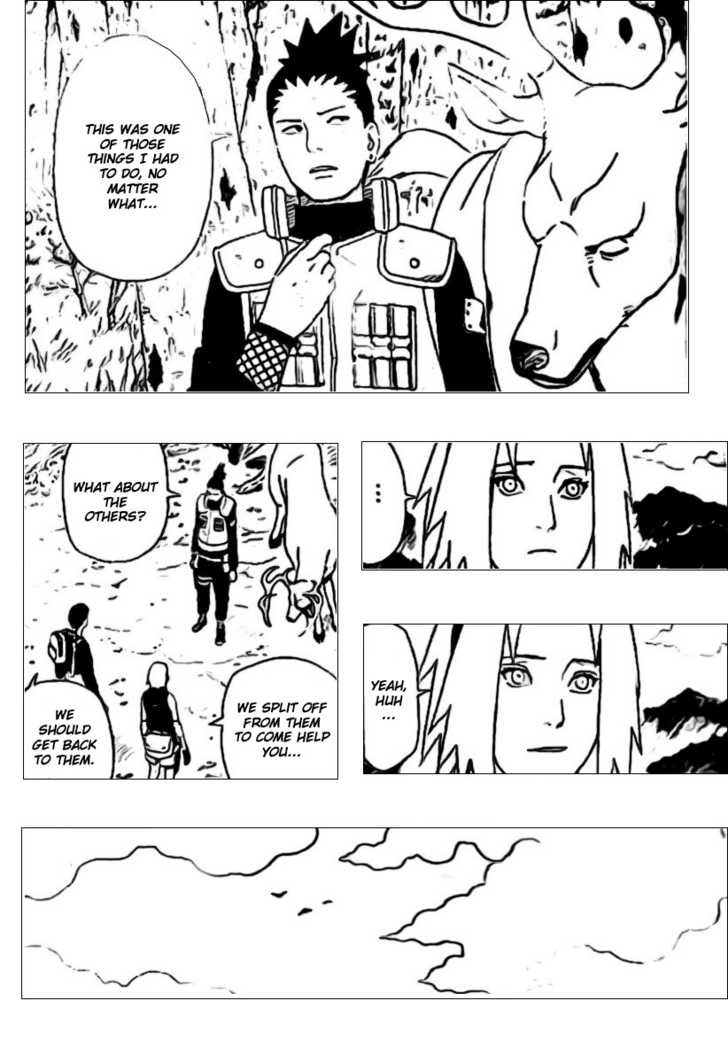 THIS WAS ONE
OF THOSE
THINGS I HAD
TO DO, NO
MATTER
WHAT...
...
YEAH,
HUH
...
WHAT ABOUT
THE
OTHERS?
WE SPLIT OFF
FROM THEM
TO COME HELP
YOU...
WE
SHOULD
GET BACK
TO THEM.